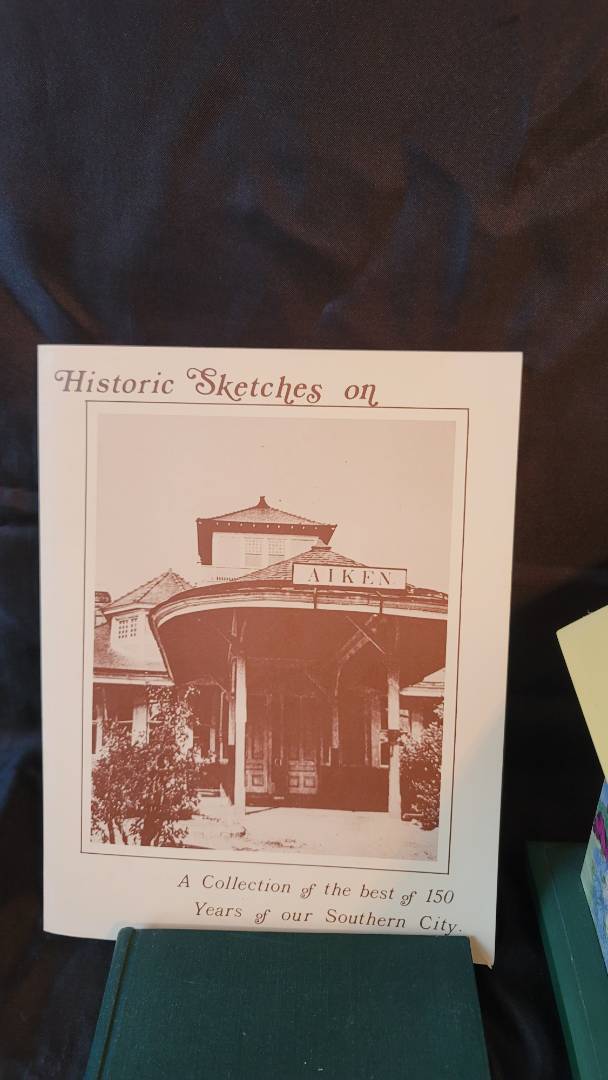 Historic Sketches on
AIKEN
A Collection of the best of 150
Years of our Southern City.